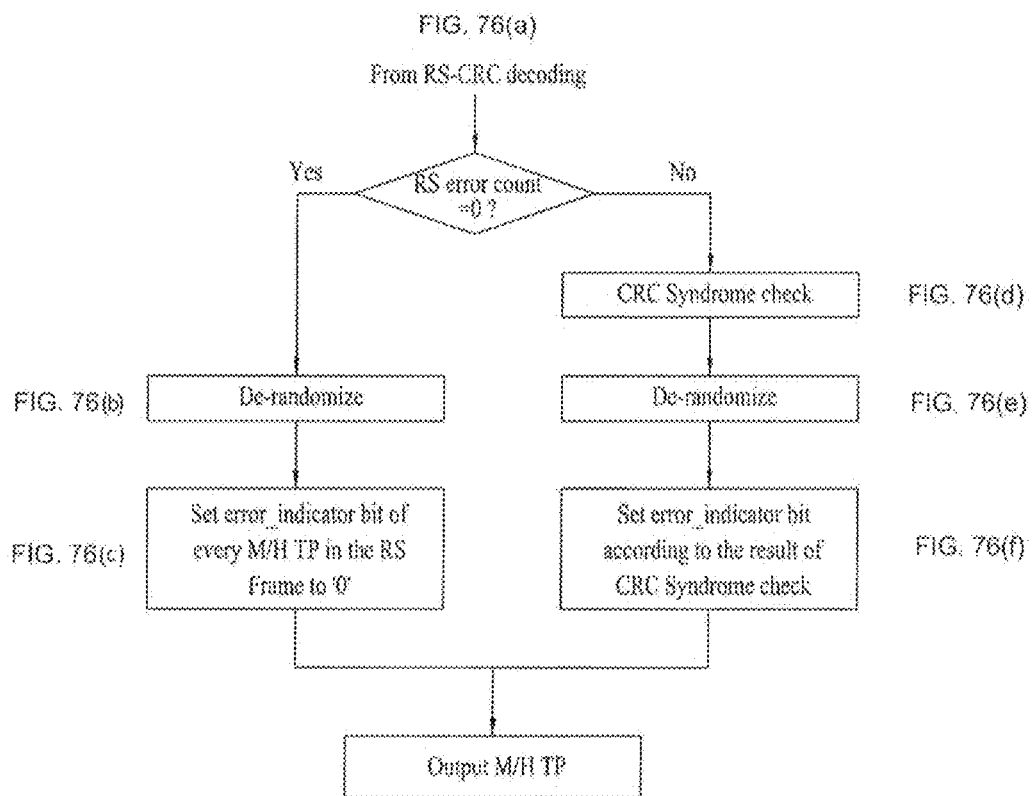 FIG. 76(a)
From RS-CRC decoding
Yes
RS error count
=0 ?
No
CRC Syndrome check
FIG. 76(d)
FIG. 76(b)
De-randomize
De-randomize
FIG. 76(e)
FIG. 76(c)
Set error_indicator bit of
every M/H TP in the RS
Frame to '0'
Set error_indicator bit
according to the result of
CRC Syndrome check
FIG. 76(f)
Output M/H TP